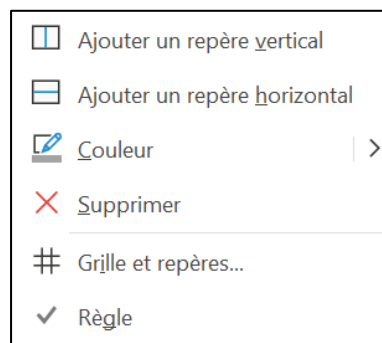 Ajouter un repère vertical
Ajouter un repère horizontal
Couleur
Supprimer
Grille et repères...
Règle